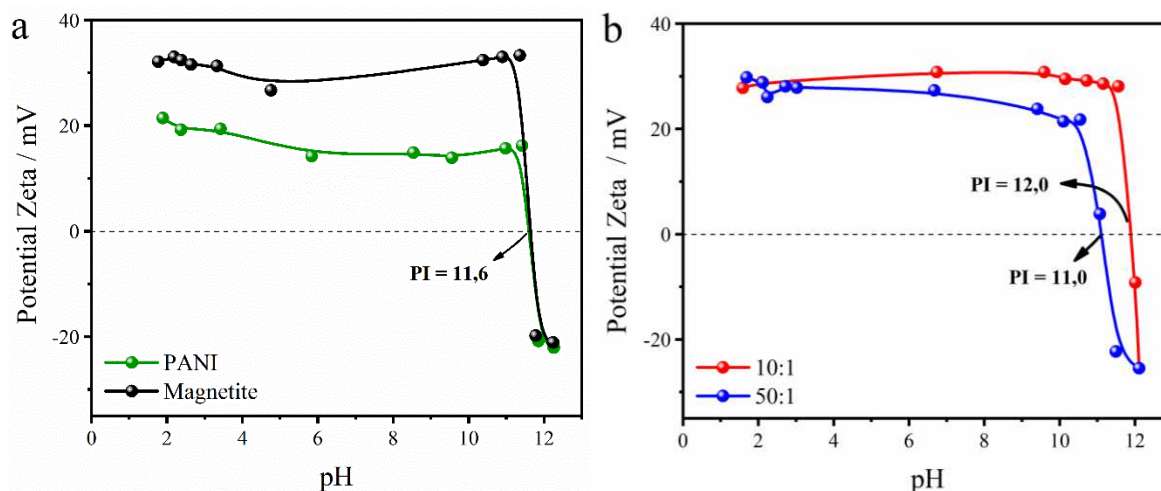 a
40
20
0
-20
Potential Zeta / mV
PI = 11,6
PANI
Magnetite
0 2 4 6 8 10 12
pH
b
40
20
0
-20
Potential Zeta / mV
PI = 12,0
PI = 11,0
10:1
50:1
0 2 4 6 8 10 12
pH